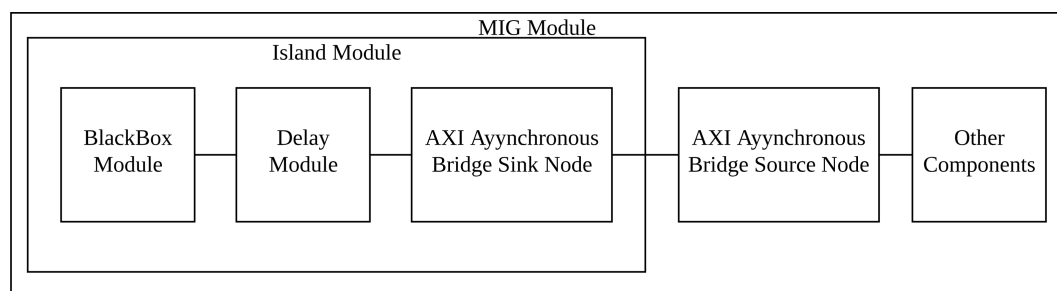 MIG Module
Island Module
BlackBox
Module
Delay
Module
AXI Ayynchronous
Bridge Sink Node
AXI Ayynchronous
Bridge Source Node
Other
Components